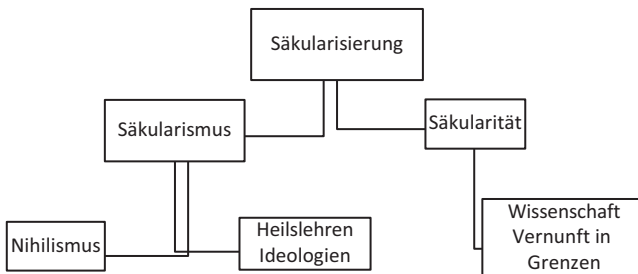 Säkularisierung
Säkularismus
Säkularität
Nihilismus
Heilslehren
Ideologien
Wissenschaft
Vernunft in
Grenzen